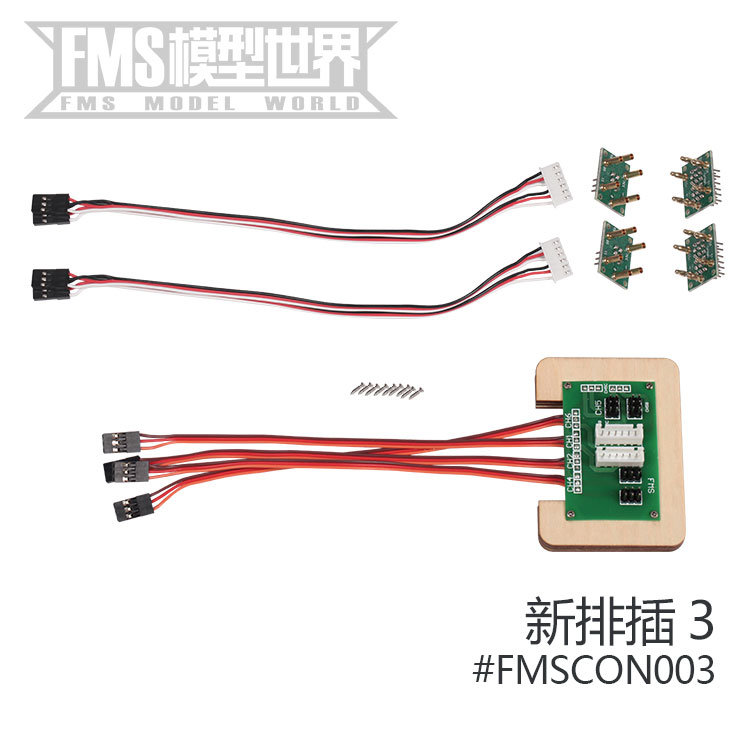 FMS模型世界
FMS MODEL WORLD
CH6
CH1
CH2
CH4
CH5
FMS
新排插 3
#FMSCON003